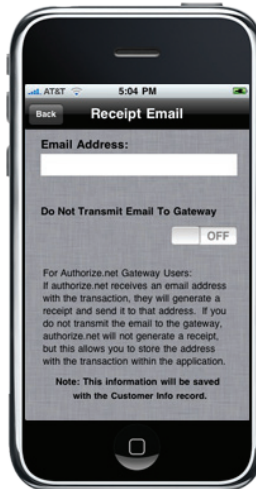 AT&T 5:04 PM
Back Receipt Email
Email Address:
Do Not Transmit Email To Gateway
OFF
For Authorize.net Gateway Users:
If authorize.net receives an email address
with the transaction, they will generate a
receipt and send it to that address. If you
do not transmit the email to the gateway,
authorize.net will not generate a receipt,
but this allows you to store the address
with the transaction within the application.
Note: This information will be saved
with the Customer Info record.